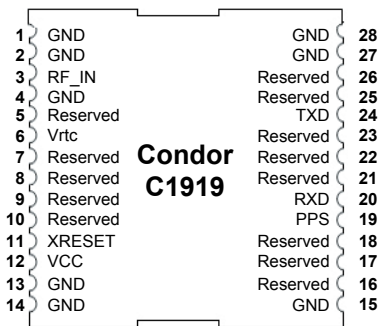 1 GND GND 28
2 GND GND 27
3 RF_IN Reserved 26
4 GND Reserved 25
5 Reserved TXD 24
6 Vrtc Reserved 23
7 Reserved Condor Reserved 22
8 Reserved C1919 Reserved 21
9 Reserved RXD 20
10 Reserved PPS 19
11 XRESET Reserved 18
12 VCC Reserved 17
13 GND Reserved 16
14 GND GND 15